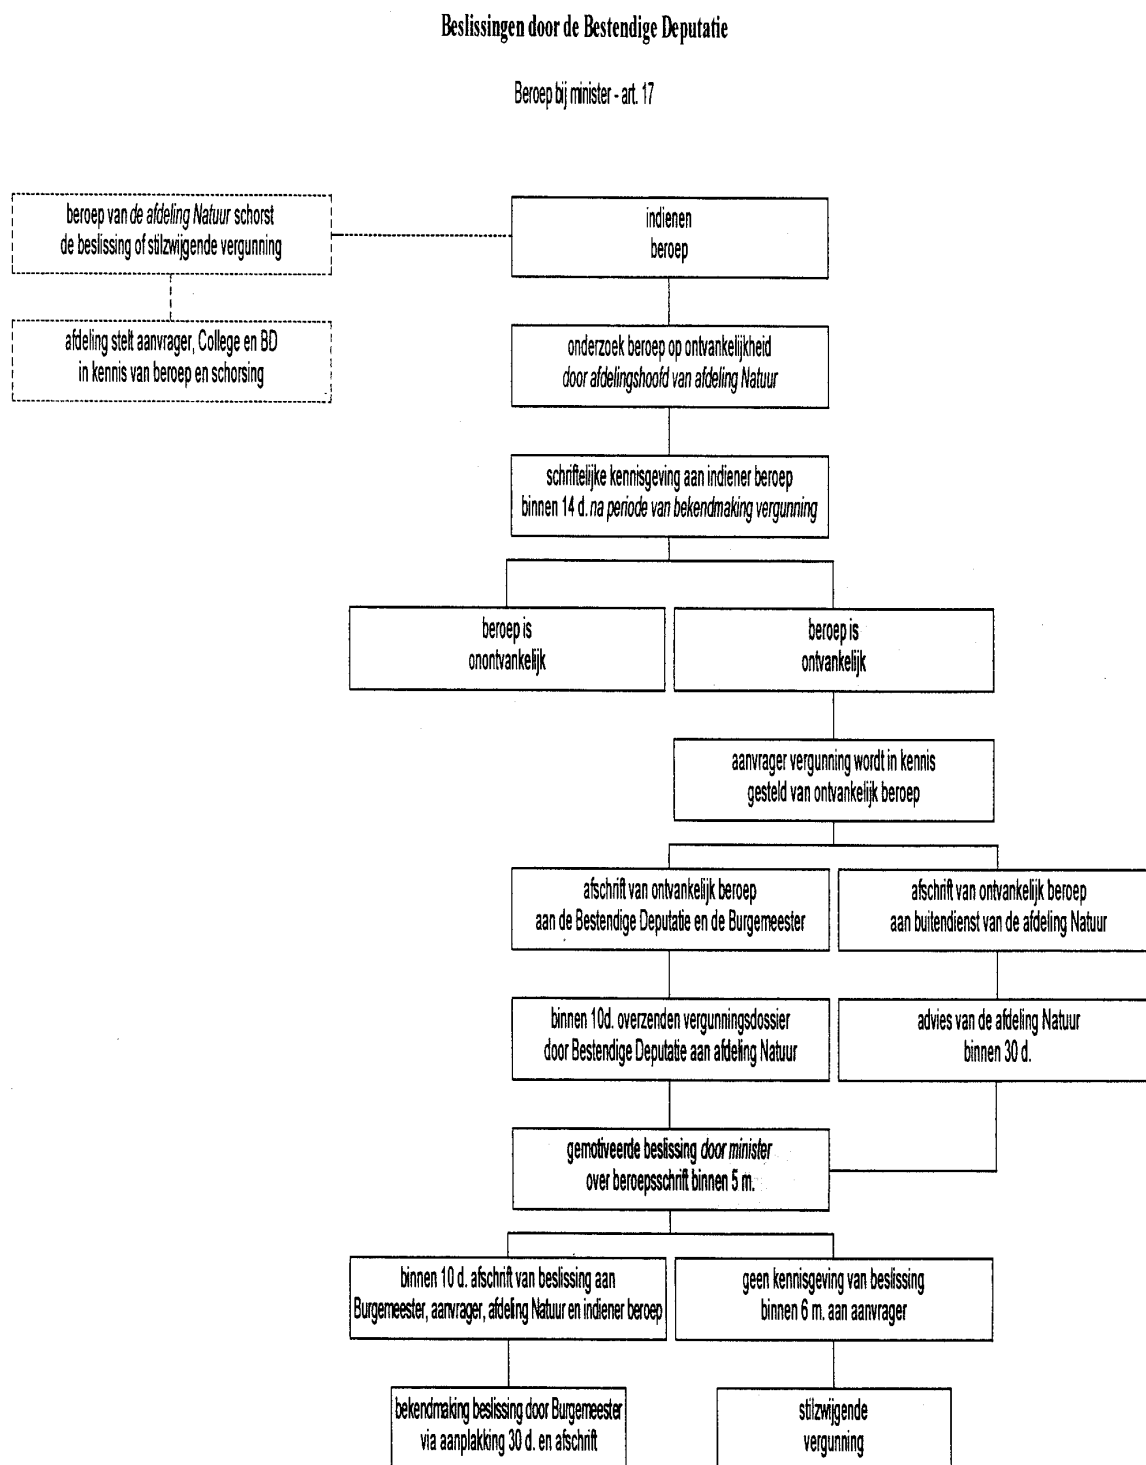 Beslissingen door de Bestendige Deputatie
Beroep bij minister - art. 17
beroep van de afdeling Natuur schorst
de beslissing of stilzwijgende vergunning
indienen
beroep
afdeling stelt aanvrager, College en BD
in kennis van beroep en schorsing
onderzoek beroep op ontvankelijkheid
door afdelingshoofd van afdeling Natuur
schriftelijke kennisgeving aan indiener beroep
binnen 14 d. na periode van bekendmaking vergunning
beroep is
onontvankelijk
beroep is
ontvankelijk
aanvrager vergunning wordt in kennis
gesteld van ontvankelijk beroep
afschrift van ontvankelijk beroep
aan de Bestendige Deputatie en de Burgemeester
afschrift van ontvankelijk beroep
aan buitendienst van de afdeling Natuur
binnen 10d. overzenden vergunningsdossier
door Bestendige Deputatie aan afdeling Natuur
advies van de afdeling Natuur
binnen 30 d.
gemotiveerde beslissing door minister
over beroepsschrift binnen 5 m.
binnen 10 d. afschrift van beslissing aan
Burgemeester, aanvrager, afdeling Natuur en indiener beroep
geen kennisgeving van beslissing
binnen 6 m. aan aanvrager
bekendmaking beslissing door Burgemeester
via aanplakking 30 d. en afschrift
stilzwijgende
vergunning